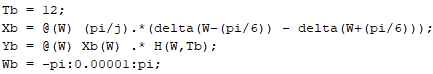 Tb = 12;
Xb = @(W) (pi/j).*(delta(W-(pi/6)) - delta(W+(pi/6)));
Yb = @(W) Xb(W) .* H(W,Tb);
Wb = -pi:0.00001:pi;